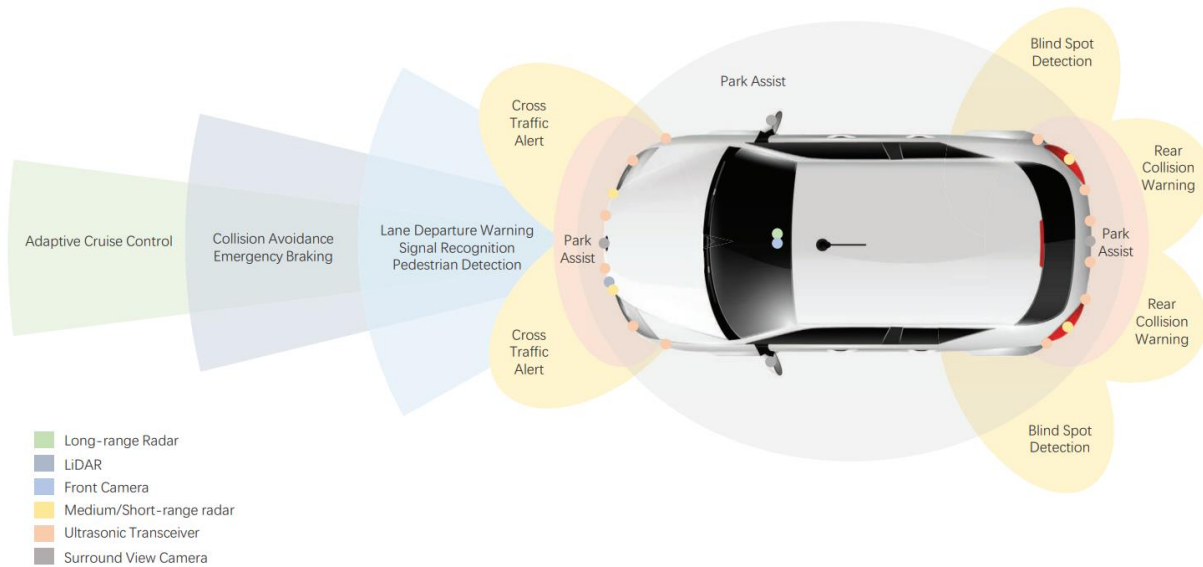 Park Assist
Blind Spot
Detection
Cross
Traffic
Alert
Rear
Collision
Warning
Adaptive Cruise Control
Collision Avoidance
Emergency Braking
Lane Departure Warning
Signal Recognition
Pedestrian Detection
Park
Assist
Park
Assist
Cross
Traffic
Alert
Rear
Collision
Warning
Blind Spot
Detection
Long-range Radar
LiDAR
Front Camera
Medium/Short-range radar
Ultrasonic Transceiver
Surround View Camera